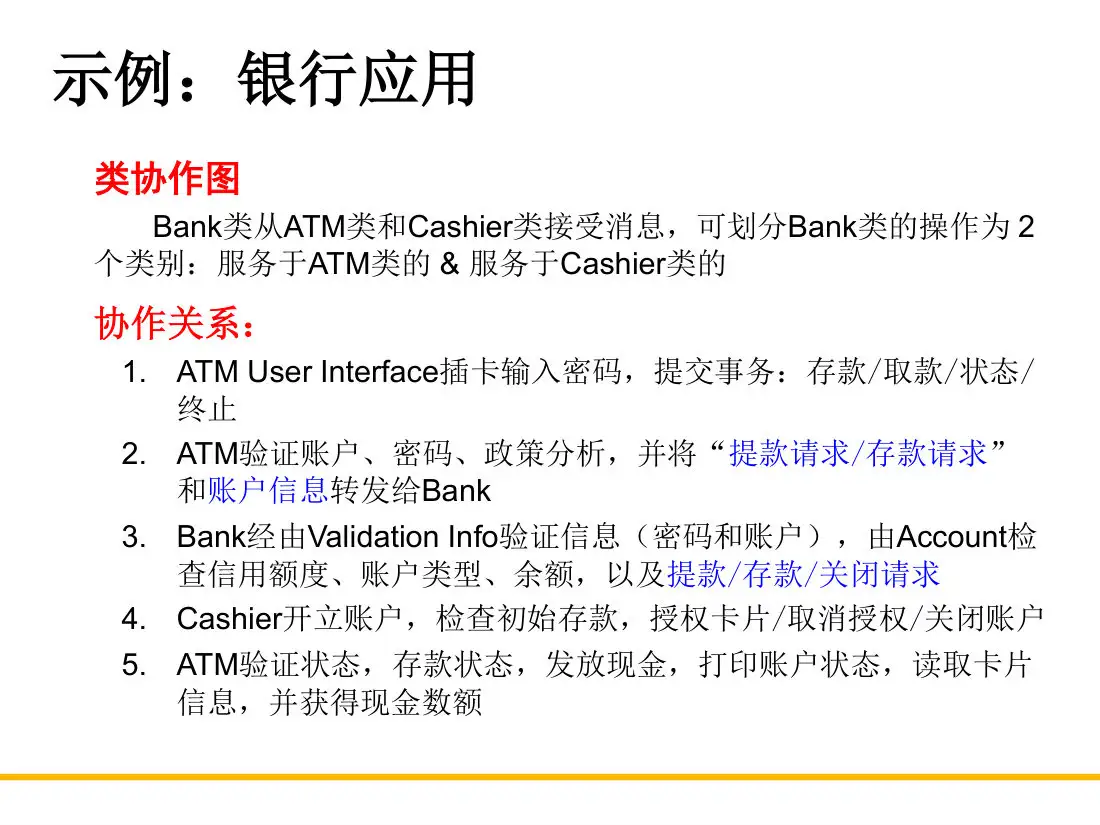 示例：银行应用
类协作图
Bank类从ATM类和Cashier类接受消息，可划分Bank类的操作为 2
个类别：服务于ATM类的 & 服务于Cashier类的
协作关系：
1. ATM User Interface插卡输入密码，提交事务：存款/取款/状态/
终止
2. ATM验证账户、密码、政策分析，并将“提款请求/存款请求”
和账户信息转发给Bank
3. Bank经由Validation Info验证信息（密码和账户），由Account检
查信用额度、账户类型、余额，以及提款/存款/关闭请求
4. Cashier开立账户，检查初始存款，授权卡片/取消授权/关闭账户
5. ATM验证状态，存款状态，发放现金，打印账户状态，读取卡片
信息，并获得现金数额